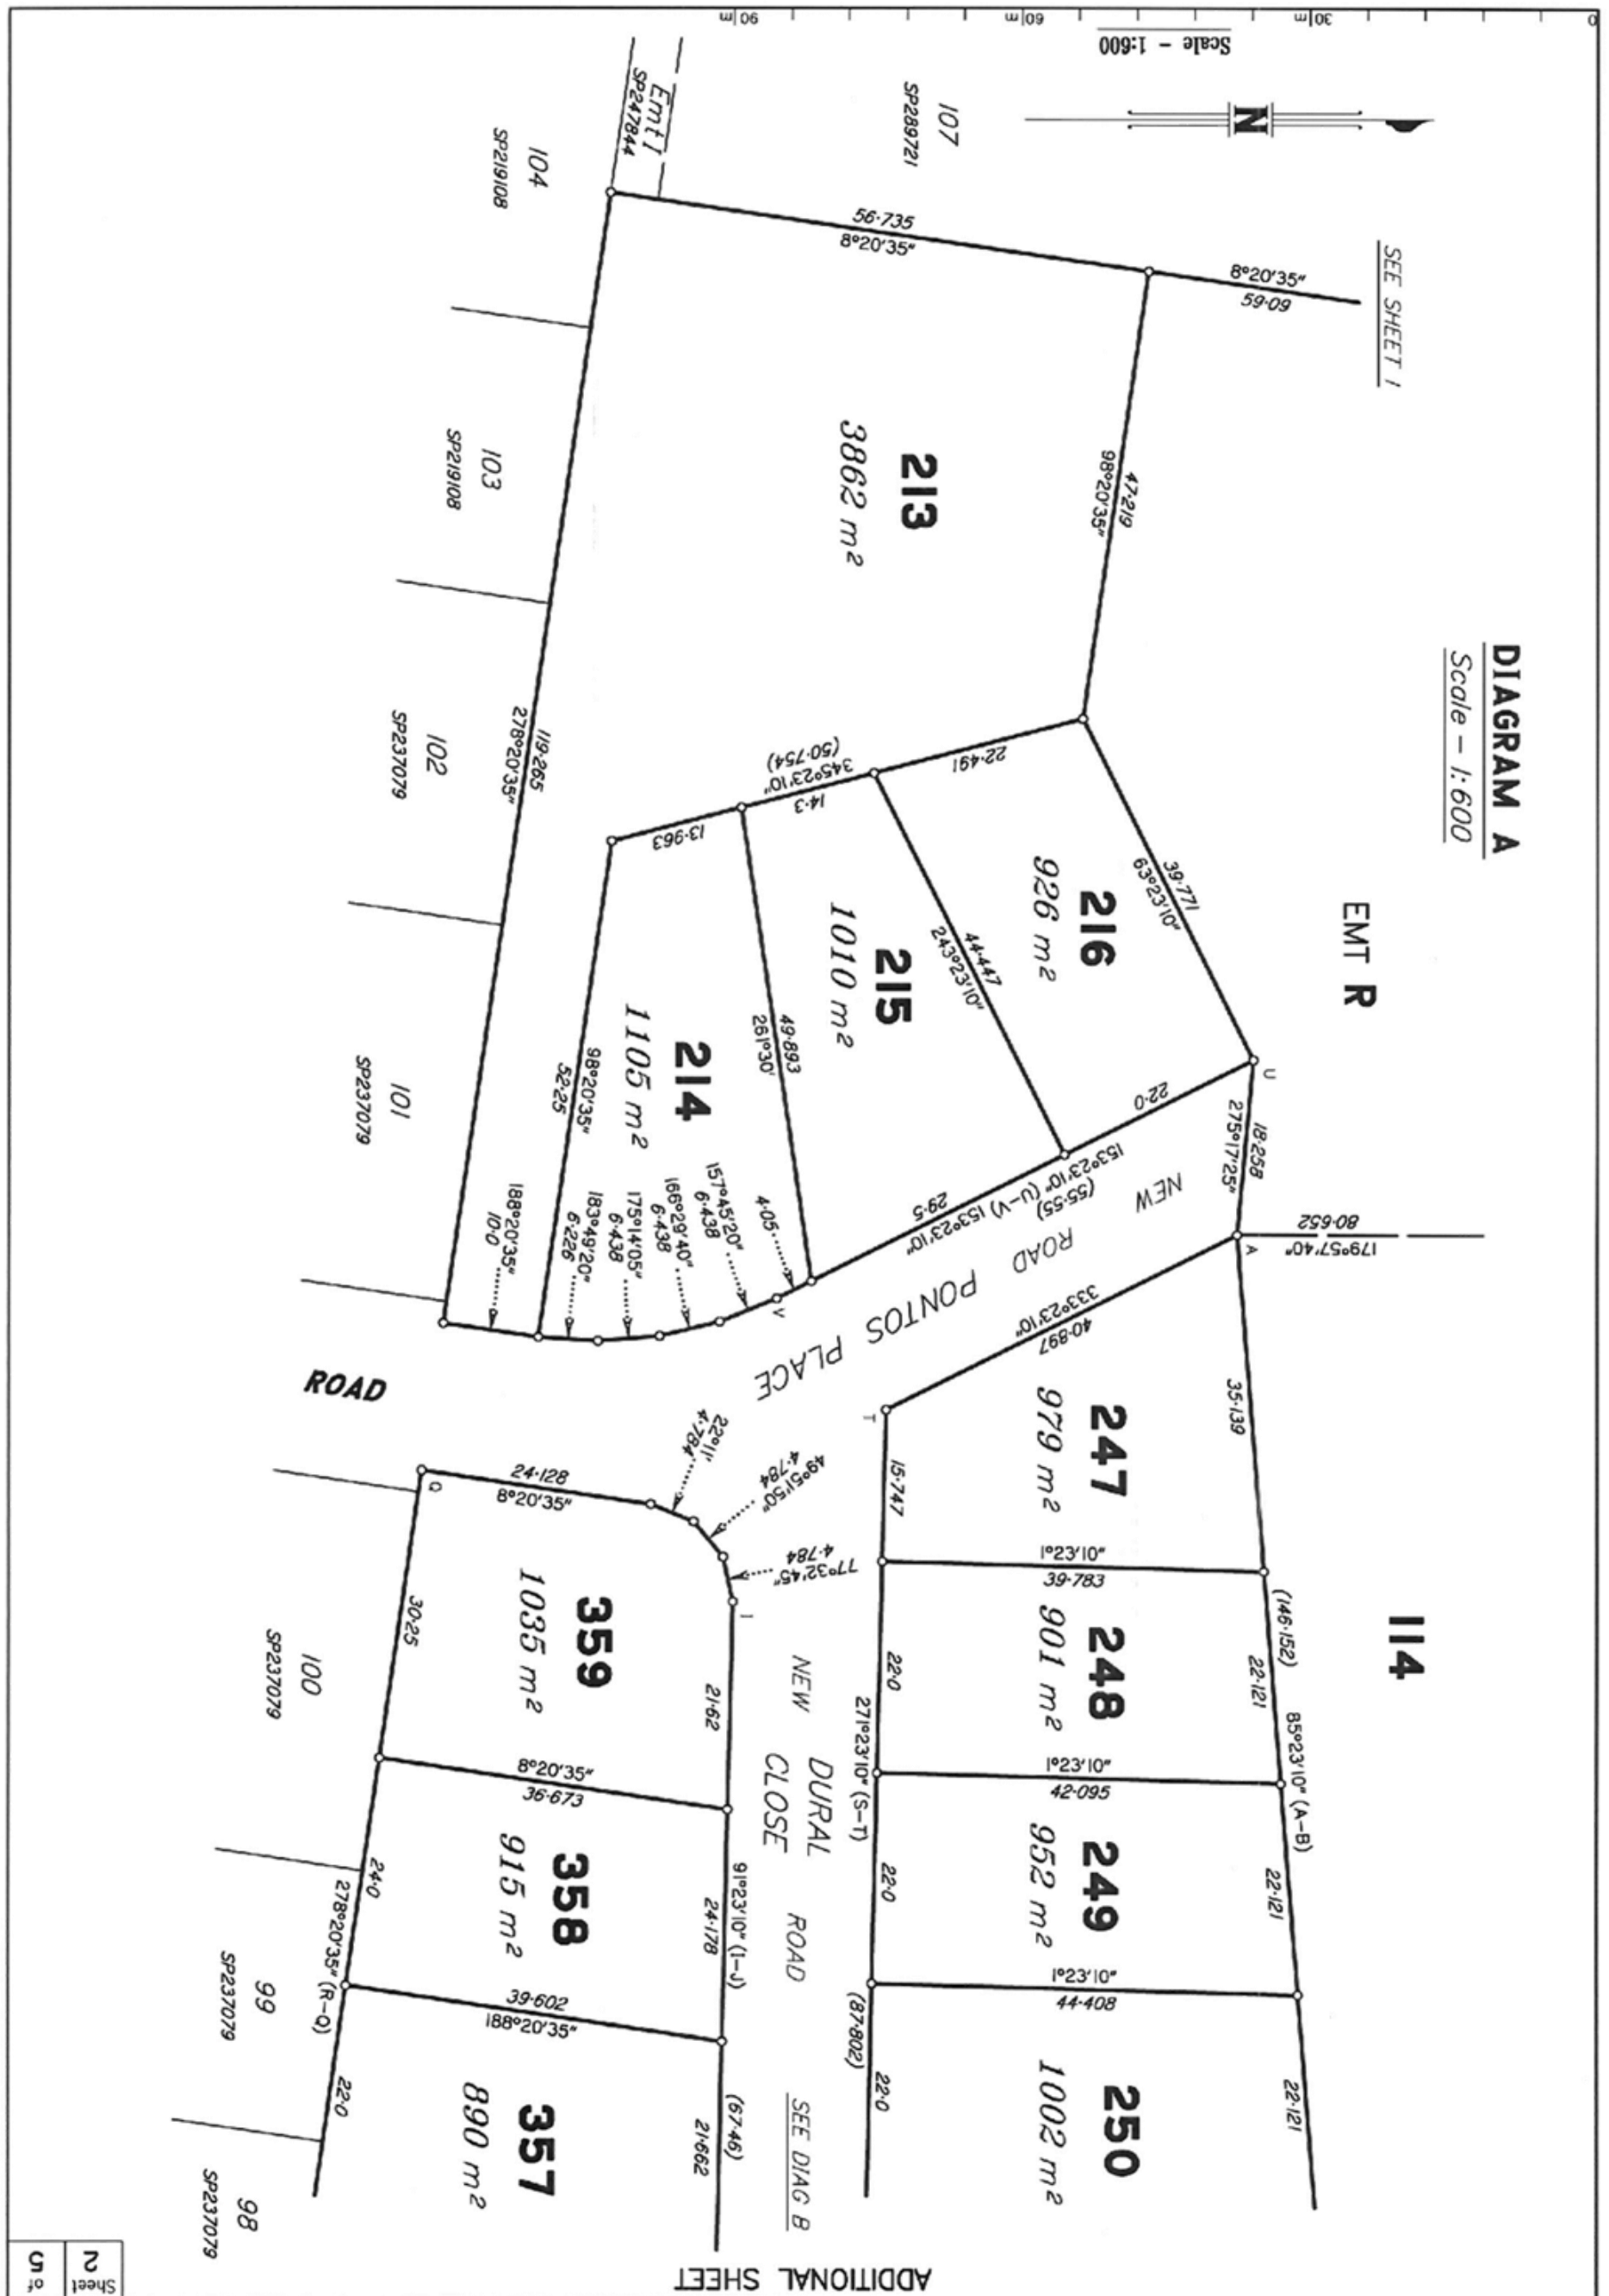 ADDITIONAL SHEET
Sheet
2
of
5
DIAGRAM A
Scale - 1:600
SEE SHEET 1
8°20'35"
59·09
107
SP289721
Emt I
SP247844
56·735
8°20'35"
47·219
98°20'35"
213
3862 m²
104
SP219108
103
SP219108
102
SP237079
101
SP237079
119·265
278°20'35"
EMT R
216
926 m²
39·771
63°23'10"
22·491
345°23'10"
(50·754)
14·3
13·963
44·447
243°23'10"
215
1010 m²
49·893
261°30'
214
1105 m²
98°20'35"
52·25
22·0
153°23'10" (U-V) 153°23'10"
(55·55)
29·5
4·05
157°45'20"
6·438
166°29'40"
6·438
175°14'05"
6·438
183°49'20"
6·226
188°20'35"
10·0
U
V
18·258
275°17'25"
80·652
179°57'40"
A
NEW ROAD
PONTOS PLACE
ROAD
333°23'10"
40·897
T
114
35·139
247
979 m²
15·747
1°23'10"
39·783
(146·152)
22·121
85°23'10" (A-B)
248
901 m²
22·0
271°23'10" (S-T)
1°23'10"
42·095
22·121
249
952 m²
22·0
1°23'10"
44·408
22·121
250
1002 m²
(87·802)
22·0
NEW ROAD
DURAL CLOSE
SEE DIAG B
22°11'
4·784
49°51'50"
4·784
77°32'45"
4·784
I
Q
24·128
8°20'35"
359
1035 m²
21·62
30·25
8°20'35"
36·673
358
915 m²
91°23'10" (I-J)
24·178
24·0
278°20'35" (R-Q)
39·602
188°20'35"
357
890 m²
(67·46)
21·662
22·0
100
SP237079
99
SP237079
98
SP237079
N
Scale - 1:600
0
30m
60m
90m